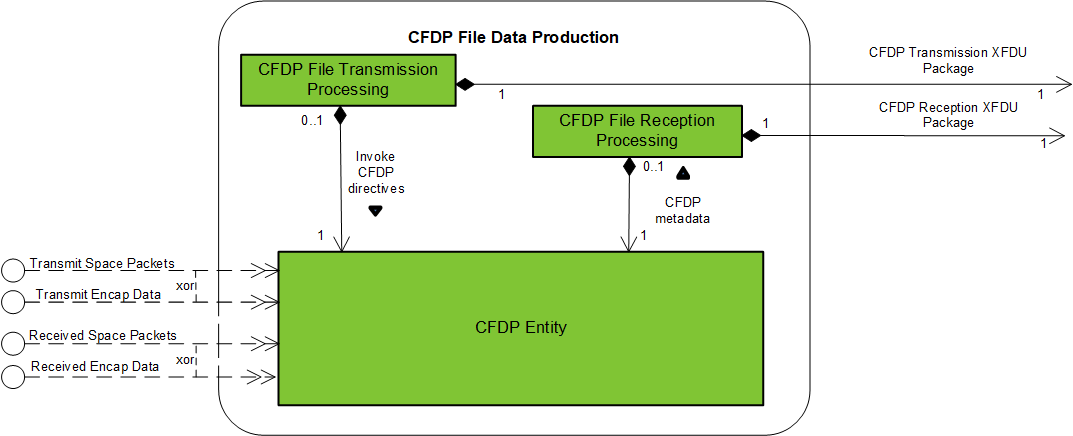 CFDP File Data Production
CFDP File Transmission
Processing
1
CFDP Transmission XFDU
Package
1
0..1
CFDP File Reception
Processing
1
CFDP Reception XFDU
Package
1
0..1
Invoke
CFDP
directives
CFDP
metadata
1
1
Transmit Space Packets
xor
Transmit Encap Data
Received Space Packets
xor
Received Encap Data
CFDP Entity